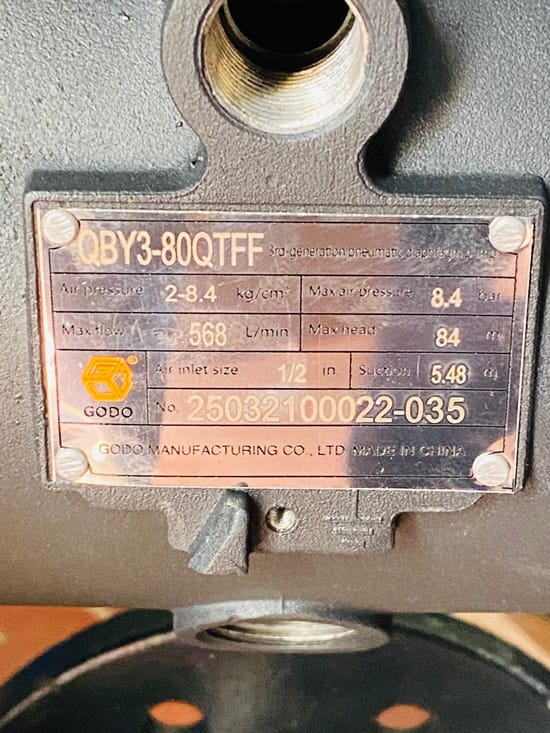 QBY3-80QTFF 3rd-generation pneumatic diaphragm pump
Air pressure 2-8.4 kg/cm² Max air pressure 8.4 bar
Max flow 568 L/min Max head 84 m
Air inlet size 1/2 in. Suction 5.48 m
GODO®
No. 25032100022-035
GODO MANUFACTURING CO., LTD MADE IN CHINA